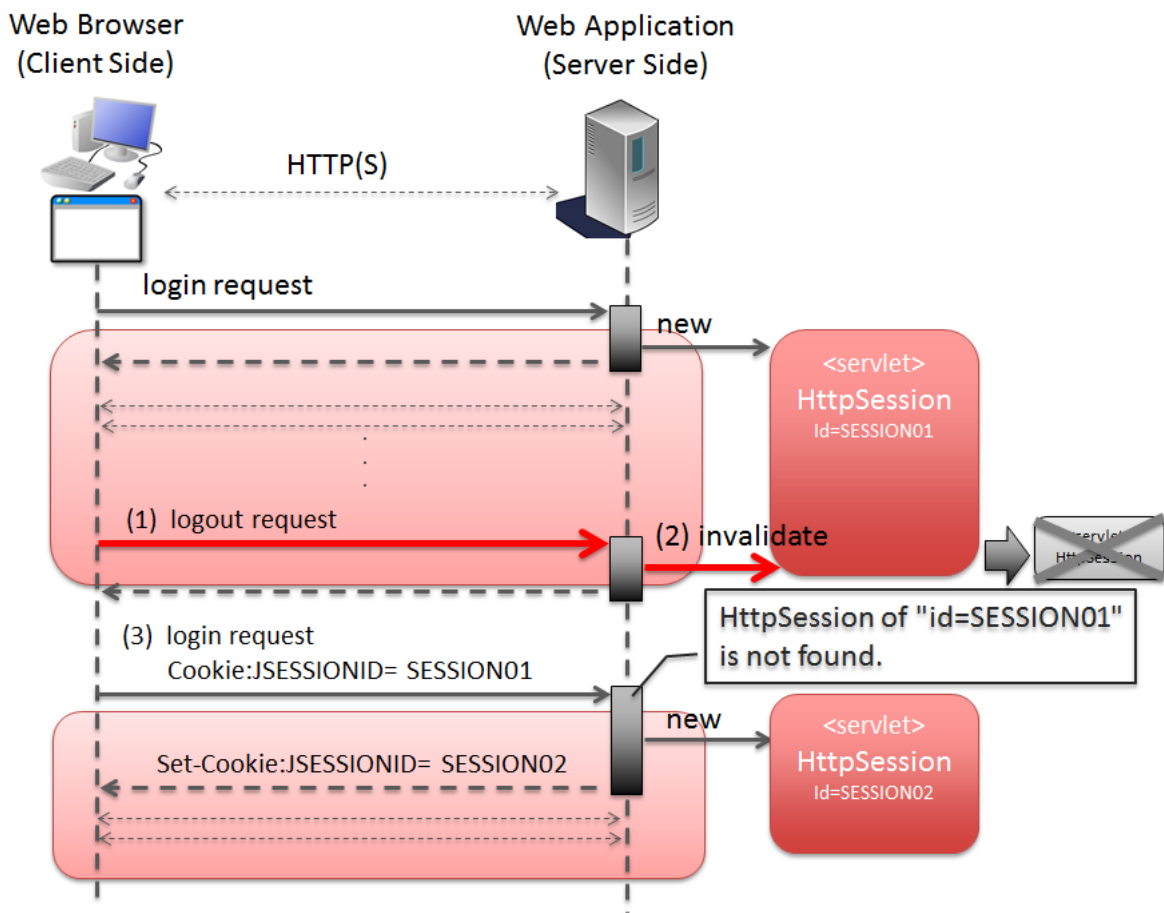 Web Browser
(Client Side)
Web Application
(Server Side)
HTTP(S)
login request
new
<servlet>
HttpSession
Id=SESSION01
(1) logout request
(2) invalidate
<servlet>
HttpSession
HttpSession of "id=SESSION01"
is not found.
(3) login request
Cookie:JSESSIONID= SESSION01
new
<servlet>
HttpSession
Id=SESSION02
Set-Cookie:JSESSIONID= SESSION02